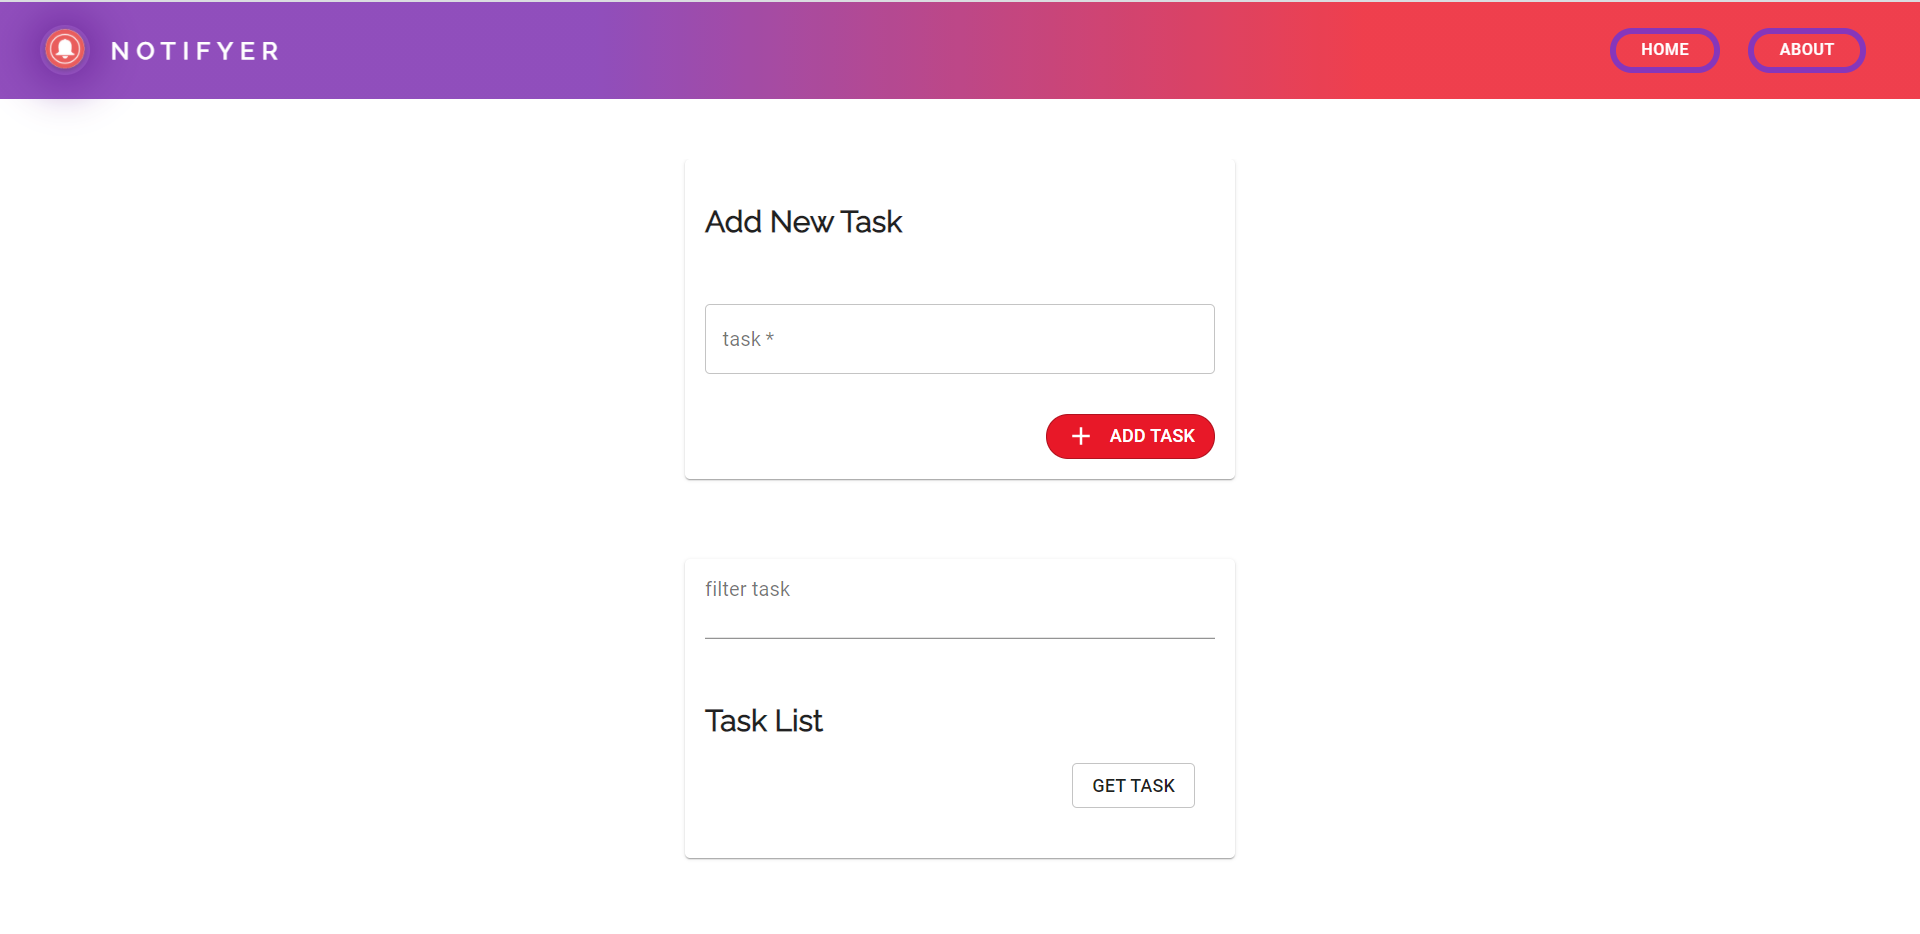 NOTIFYER
HOME
ABOUT
Add New Task
task *
ADD TASK
filter task
Task List
GET TASK